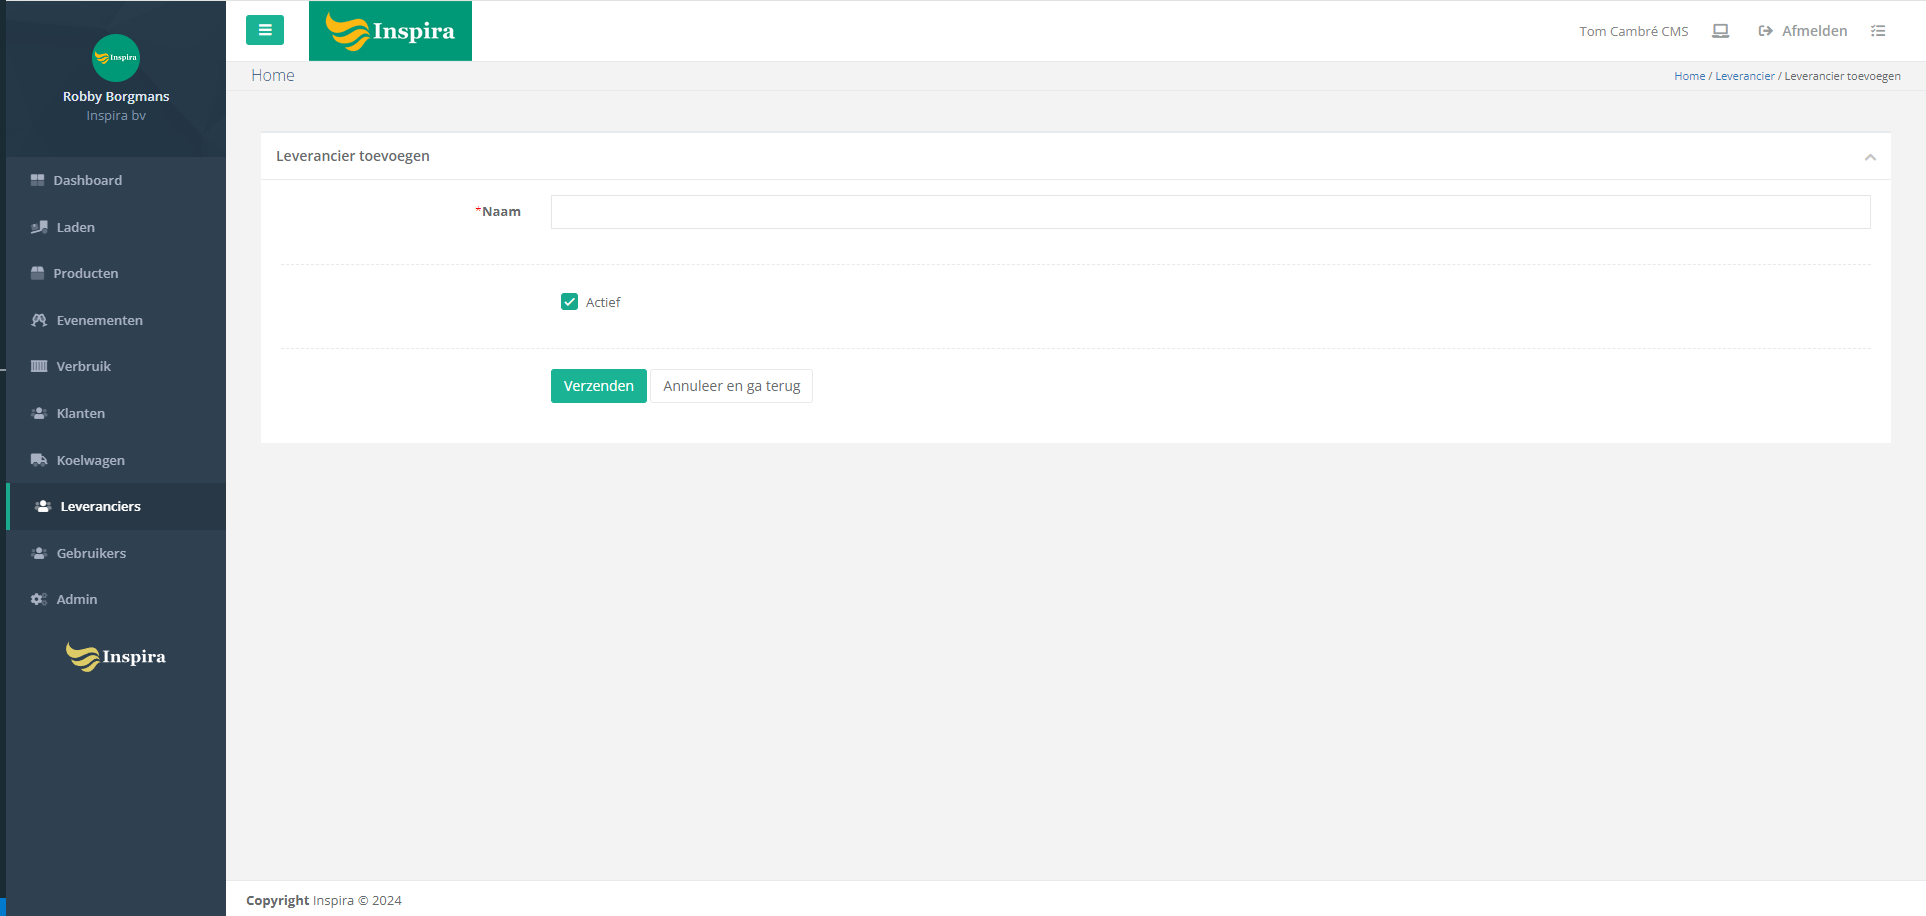 Inspira
Robby Borgmans
Inspira bv
Dashboard
Laden
Producten
Evenementen
Verbruik
Klanten
Koelwagen
Leveranciers
Gebruikers
Admin
Inspira
Inspira
Tom Cambré CMS
Afmelden
Home
Home / Leverancier / Leverancier toevoegen
Leverancier toevoegen
*Naam
Actief
Verzenden
Annuleer en ga terug
Copyright Inspira © 2024